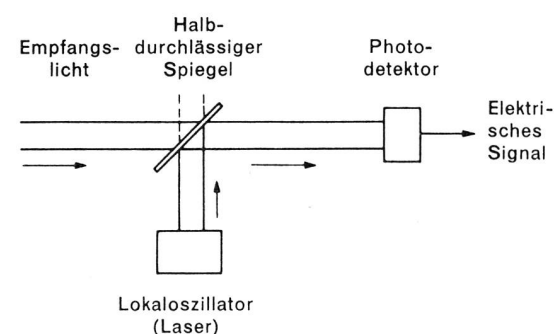 Empfangs-
licht
Halb-
durchlässiger
Spiegel
Photo-
detektor
Elektri-
sches
Signal
Lokaloszillator
(Laser)